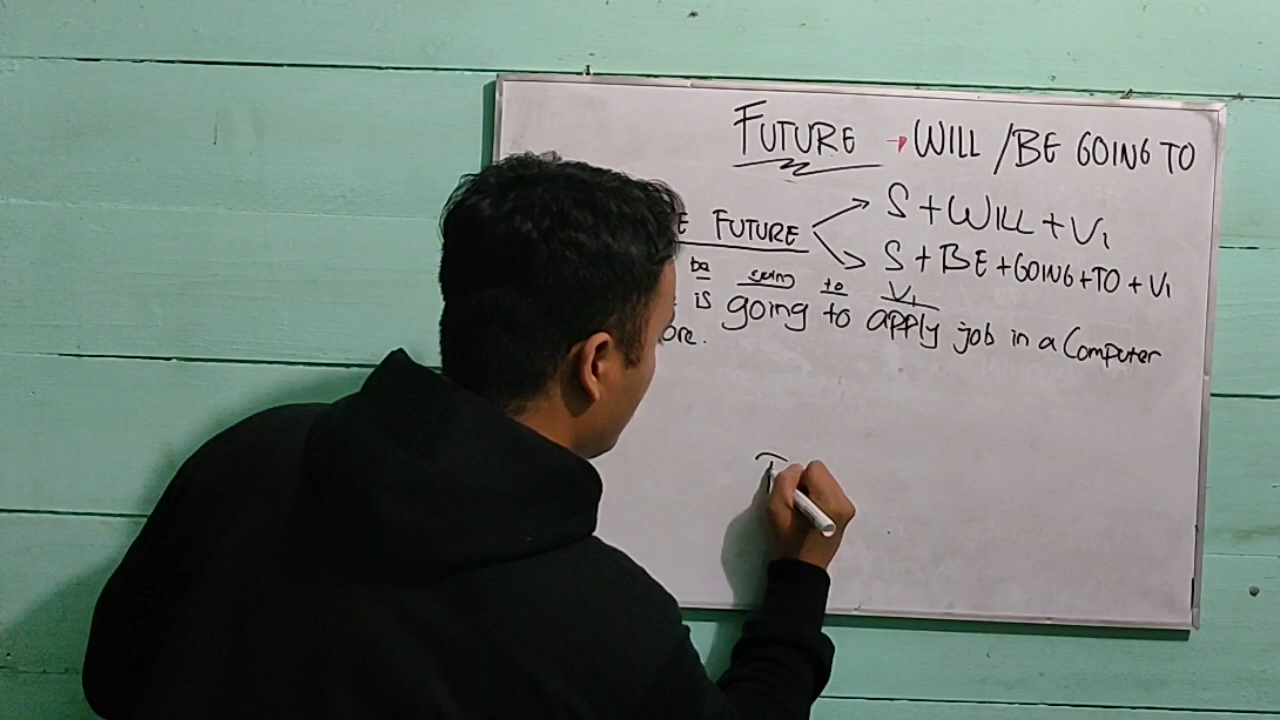 FUTURE → WILL / BE GOING TO
FUTURE S + WILL + V1
S + BE + GOING + TO + V1
be going to V1
is going to apply job in a Computer
ore.